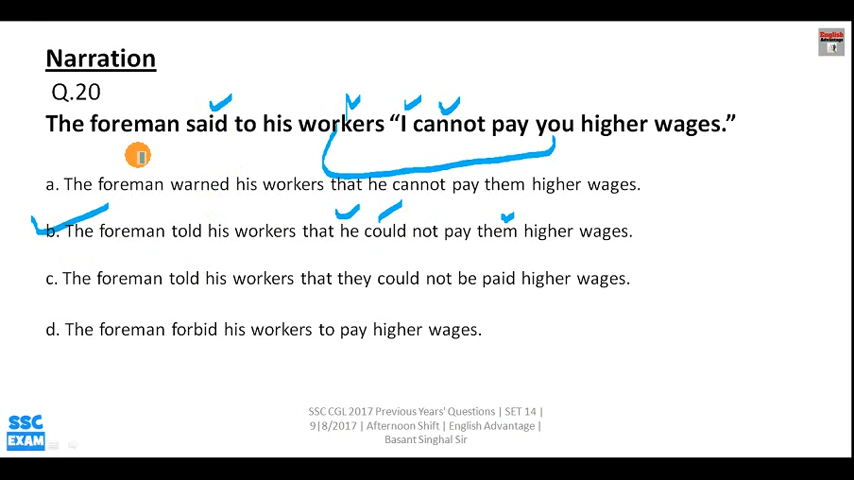 English
Advantage
Narration
Q.20
The foreman said to his workers “I cannot pay you higher wages.”
a. The foreman warned his workers that he cannot pay them higher wages.
b. The foreman told his workers that he could not pay them higher wages.
c. The foreman told his workers that they could not be paid higher wages.
d. The foreman forbid his workers to pay higher wages.
SSC CGL 2017 Previous Years' Questions | SET 14 |
9|8/2017 | Afternoon Shift | English Advantage |
Basant Singhal Sir
SSC
EXAM